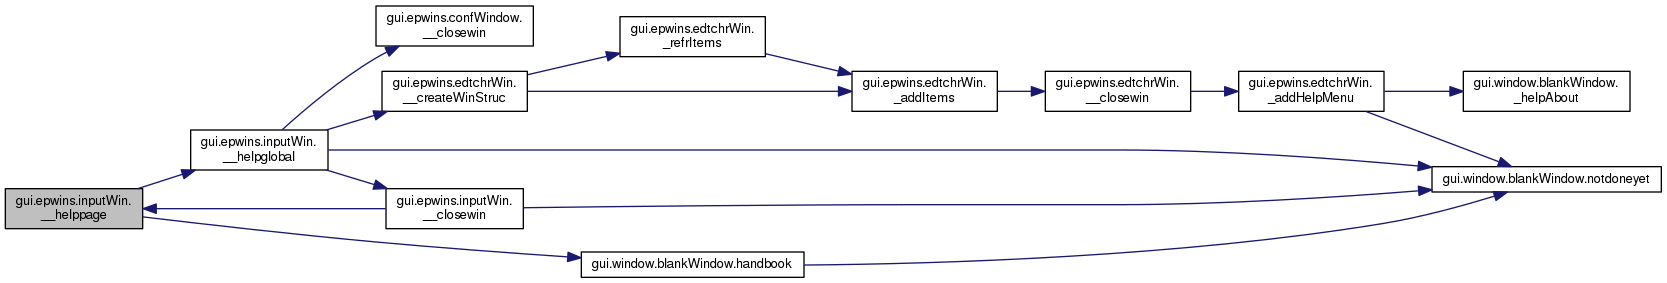 gui.epwins.confWindow.
__closewin
gui.epwins.edtchrWin.
_refrItems
gui.epwins.edtchrWin.
__createWinStruc
gui.epwins.edtchrWin.
_addItems
gui.epwins.edtchrWin.
__closewin
gui.epwins.edtchrWin.
_addHelpMenu
gui.window.blankWindow.
_helpAbout
gui.epwins.inputWin.
__helpglobal
gui.window.blankWindow.notdoneyet
gui.epwins.inputWin.
__helppage
gui.epwins.inputWin.
__closewin
gui.window.blankWindow.handbook